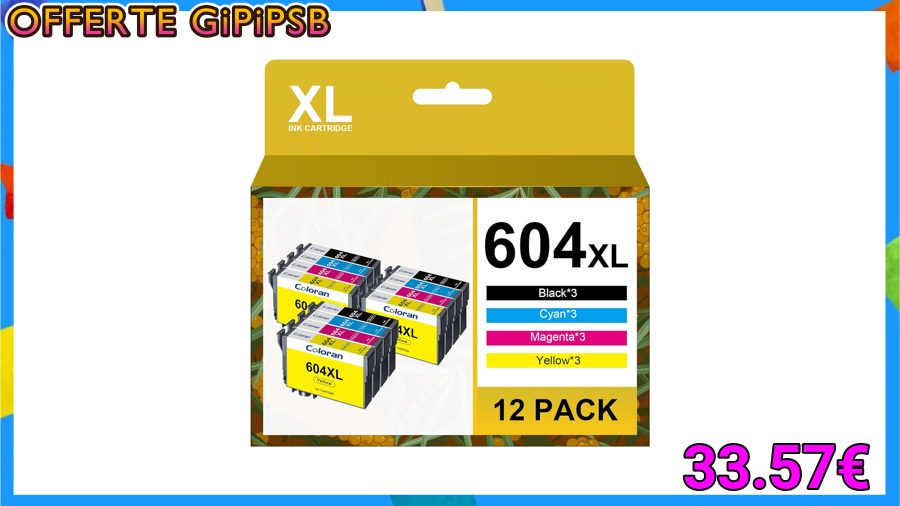 OFFERTE GiPiPSB
XL
INK CARTRIDGE
604XL
Black*3
Cyan*3
Magenta*3
Yellow*3
12 PACK
Coloran
Coloran
Coloran
604XL
Yellow
33.57€